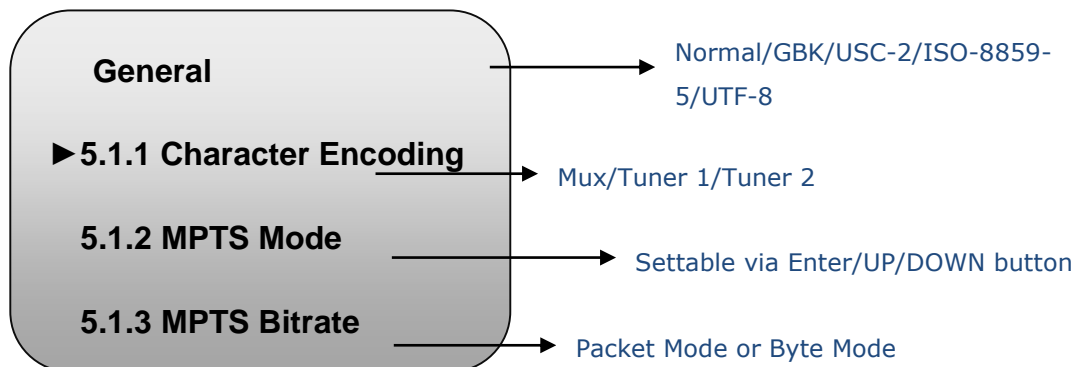 General
Normal/GBK/USC-2/ISO-8859-
5/UTF-8
►5.1.1 Character Encoding
Mux/Tuner 1/Tuner 2
5.1.2 MPTS Mode
Settable via Enter/UP/DOWN button
5.1.3 MPTS Bitrate
Packet Mode or Byte Mode